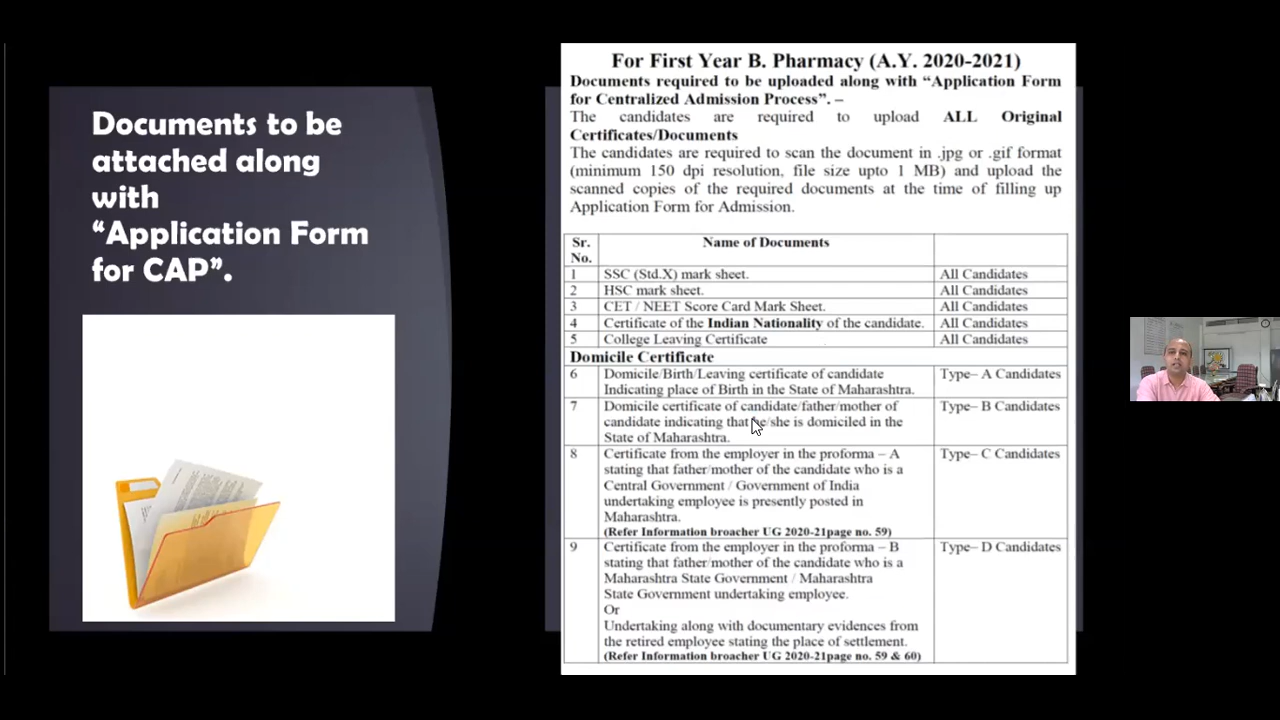 Documents to be
attached along
with
“Application Form
for CAP”.
For First Year B. Pharmacy (A.Y. 2020-2021)
Documents required to be uploaded along with “Application Form
for Centralized Admission Process”. –
The candidates are required to upload ALL Original
Certificates/Documents
The candidates are required to scan the document in .jpg or .gif format
(minimum 150 dpi resolution, file size upto 1 MB) and upload the
scanned copies of the required documents at the time of filling up
Application Form for Admission.
Sr. No. Name of Documents
1 SSC (Std.X) mark sheet. All Candidates
2 HSC mark sheet. All Candidates
3 CET / NEET Score Card Mark Sheet. All Candidates
4 Certificate of the Indian Nationality of the candidate. All Candidates
5 College Leaving Certificate All Candidates
Domicile Certificate
6 Domicile/Birth/Leaving certificate of candidate Type– A Candidates
Indicating place of Birth in the State of Maharashtra.
7 Domicile certificate of candidate/father/mother of Type– B Candidates
candidate indicating that he/she is domiciled in the
State of Maharashtra.
8 Certificate from the employer in the proforma – A Type– C Candidates
stating that father/mother of the candidate who is a
Central Government / Government of India
undertaking employee is presently posted in
Maharashtra.
(Refer Information broacher UG 2020-21page no. 59)
9 Certificate from the employer in the proforma – B Type– D Candidates
stating that father/mother of the candidate who is a
Maharashtra State Government / Maharashtra
State Government undertaking employee.
Or
Undertaking along with documentary evidences from
the retired employee stating the place of settlement.
(Refer Information broacher UG 2020-21page no. 59 & 60)